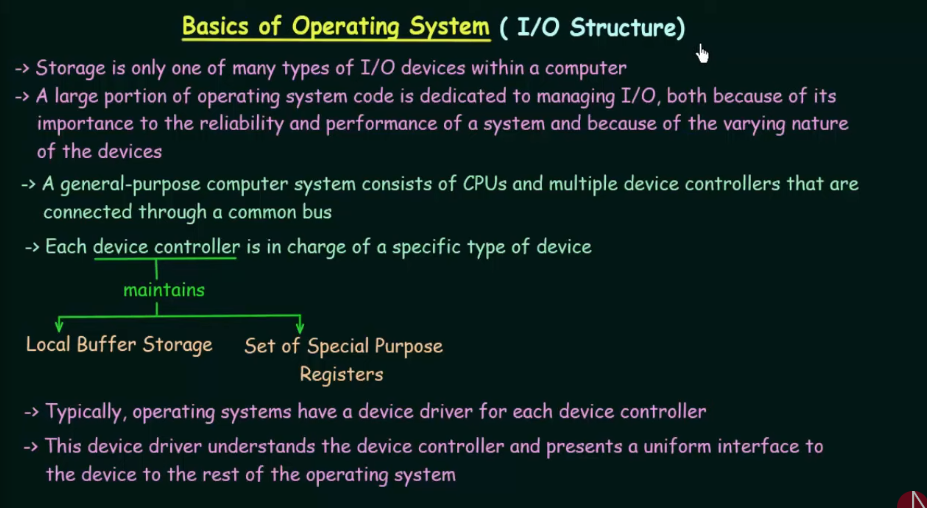 Basics of Operating System ( I/O Structure)
-> Storage is only one of many types of I/O devices within a computer
-> A large portion of operating system code is dedicated to managing I/O, both because of its
importance to the reliability and performance of a system and because of the varying nature
of the devices
-> A general-purpose computer system consists of CPUs and multiple device controllers that are
connected through a common bus
-> Each device controller is in charge of a specific type of device
maintains
Local Buffer Storage
Set of Special Purpose
Registers
-> Typically, operating systems have a device driver for each device controller
-> This device driver understands the device controller and presents a uniform interface to
the device to the rest of the operating system